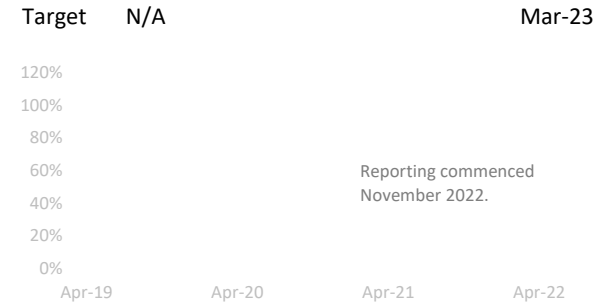 Target N/A Mar-23
120%
100%
80%
60%
Reporting commenced
40%
November 2022.
20%
0%
Apr-19 Apr-20 Apr-21 Apr-22